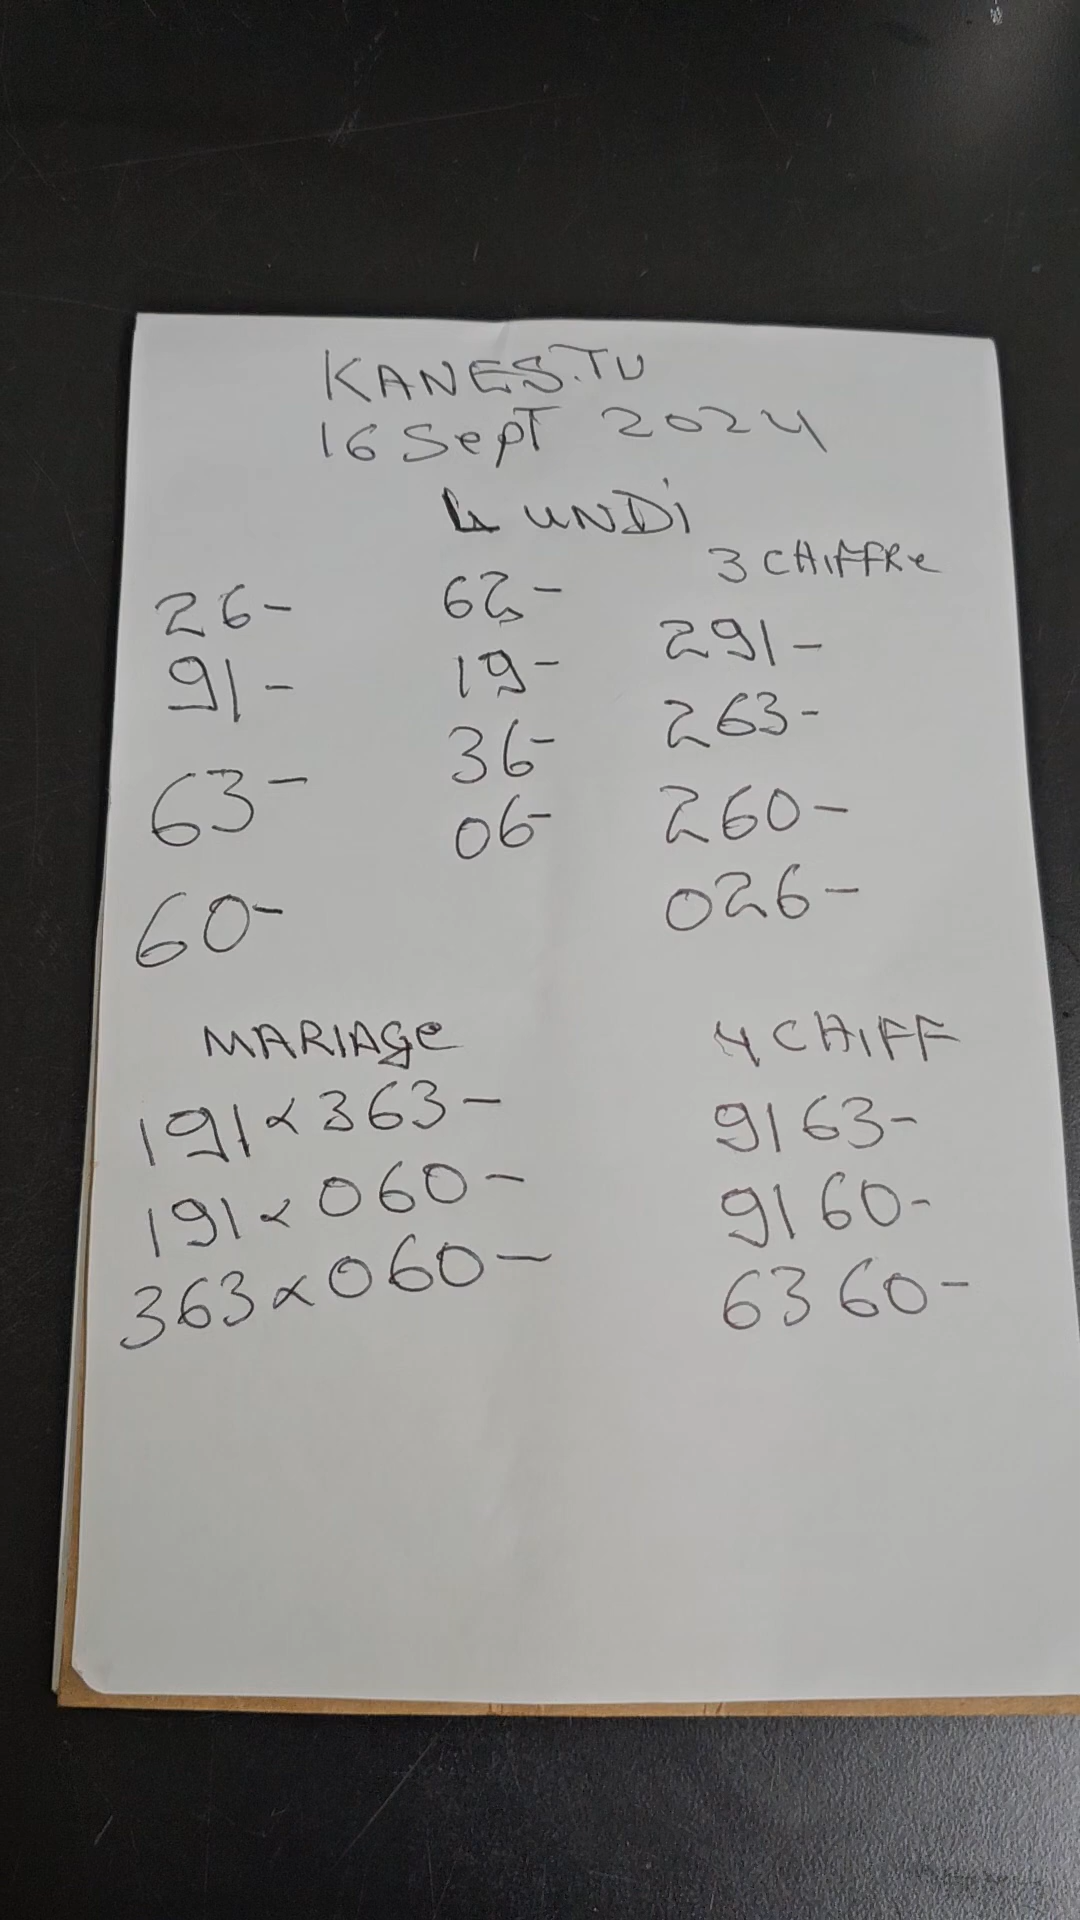 KANES.TV
16 Sept 2024
LUNDi
26-
91-
63-
60-
62-
19-
36-
06-
3 CHiFFRe
291-
263-
260-
026-
MARIAGe
191x363-
191x060-
363x060-
4 CHiFF
9163-
9160-
6360-